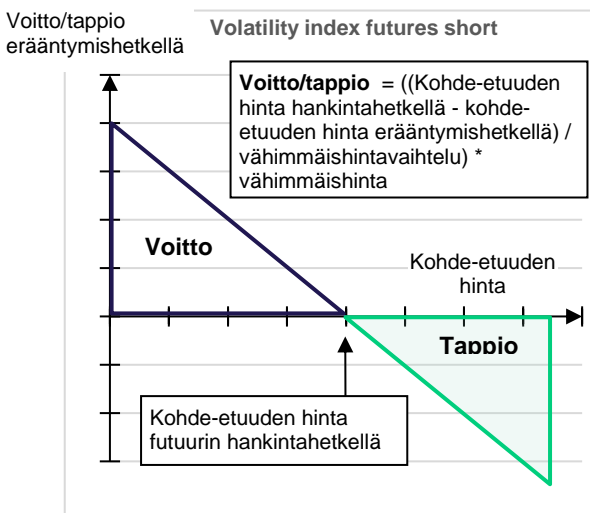 Voitto/tappio
erääntymishetkellä
Volatility index futures short
Voitto/tappio = ((Kohde-etuuden
hinta hankintahetkellä - kohde-
etuuden hinta erääntymishetkellä) /
vähimmäishintavaihtelu) *
vähimmäishinta
Voitto
Kohde-etuuden
hinta
Tappio
Kohde-etuuden hinta
futuurin hankintahetkellä